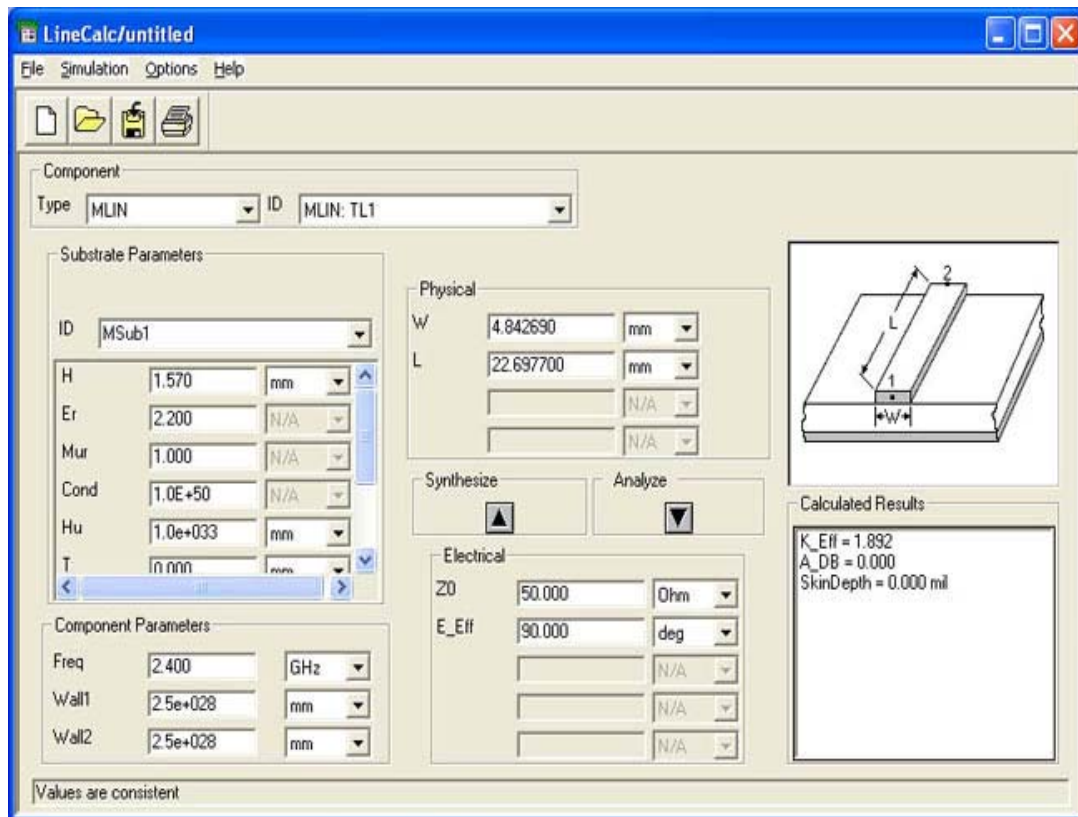 LineCalc/untitled
File Simulation Options Help
Component
Type MLIN ID MLIN: TL1
Substrate Parameters
ID MSub1
H 1.570 mm
Er 2.200 N/A
Mur 1.000 N/A
Cond 1.0E+50 N/A
Hu 1.0e+033 mm
T 0.000 mm
Component Parameters
Freq 2.400 GHz
Wall1 2.5e+028 mm
Wall2 2.5e+028 mm
Physical
W 4.842690 mm
L 22.697700 mm
N/A
N/A
Synthesize Analyze
Electrical
Z0 50.000 Ohm
E_Eff 90.000 deg
N/A
N/A
N/A
2
L
1
W
Calculated Results
K_Eff = 1.892
A_DB = 0.000
SkinDepth = 0.000 mil
Values are consistent